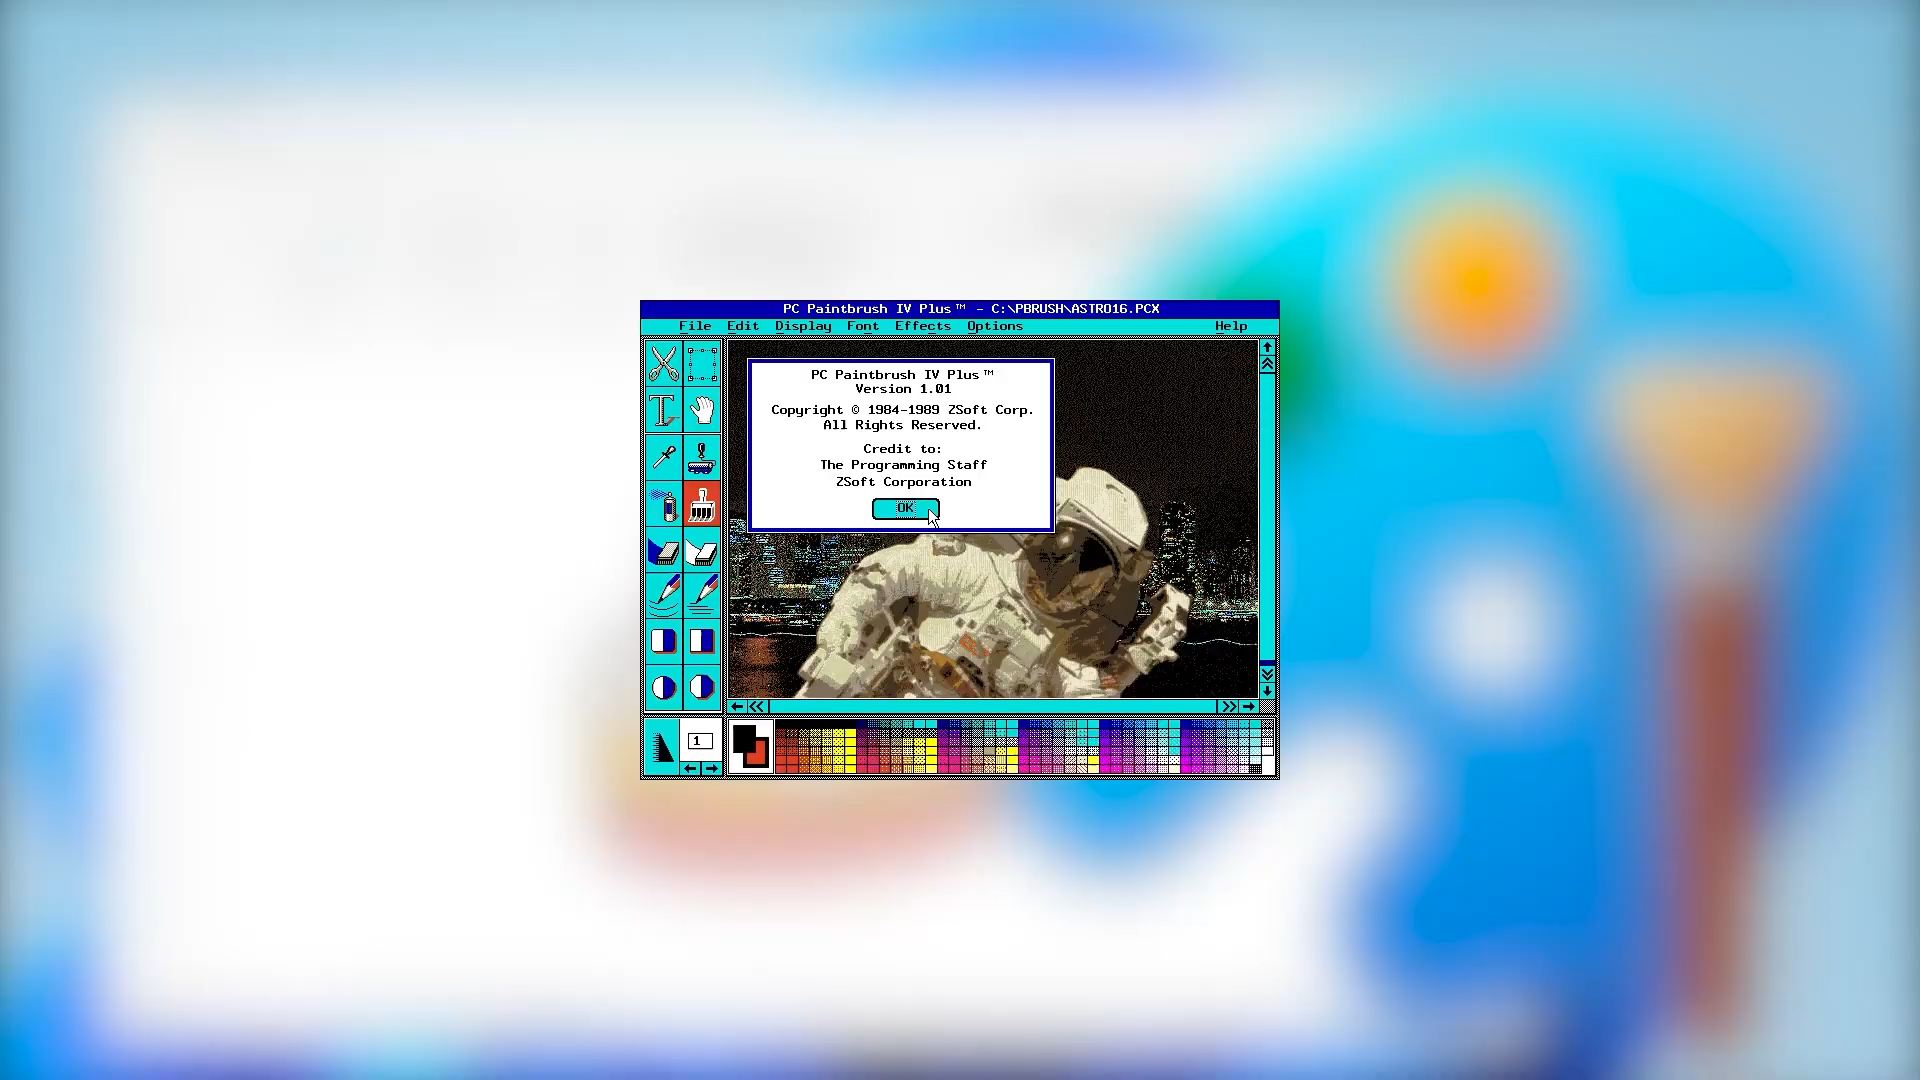 PC Paintbrush IV Plus™ - C:\PBRUSH\ASTRO16.PCX
File Edit Display Font Effects Options Help
PC Paintbrush IV Plus™
Version 1.01
Copyright © 1984-1989 ZSoft Corp.
All Rights Reserved.
Credit to:
The Programming Staff
ZSoft Corporation
OK
T
1